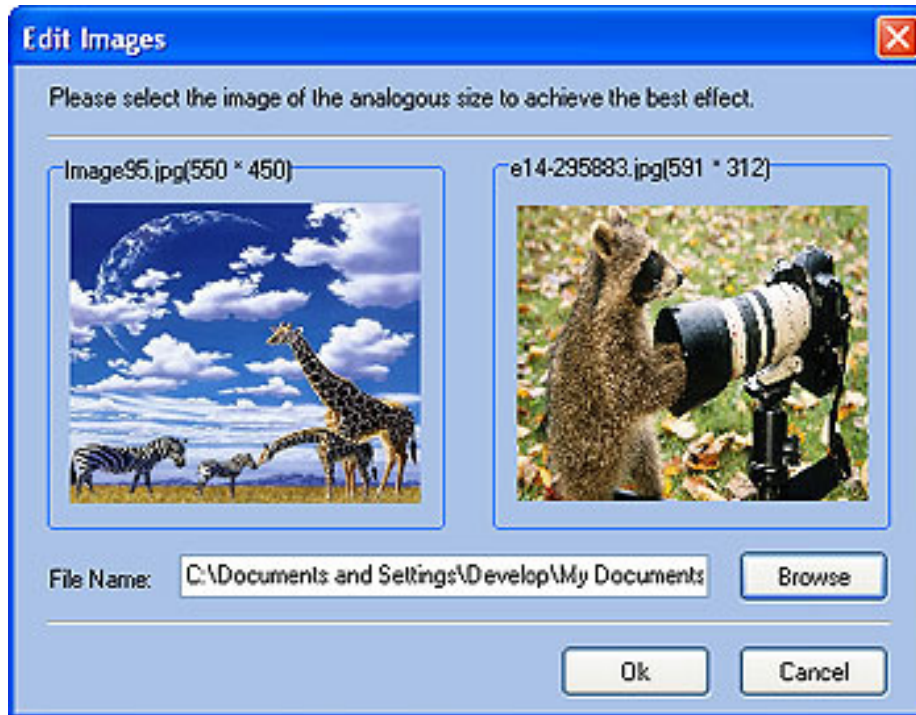 Edit Images
Please select the image of the analogous size to achieve the best effect.
Image95.jpg(550 * 450)
e14-295883.jpg(591 * 312)
File Name: C:\Documents and Settings\Develop\My Documents Browse
Ok Cancel